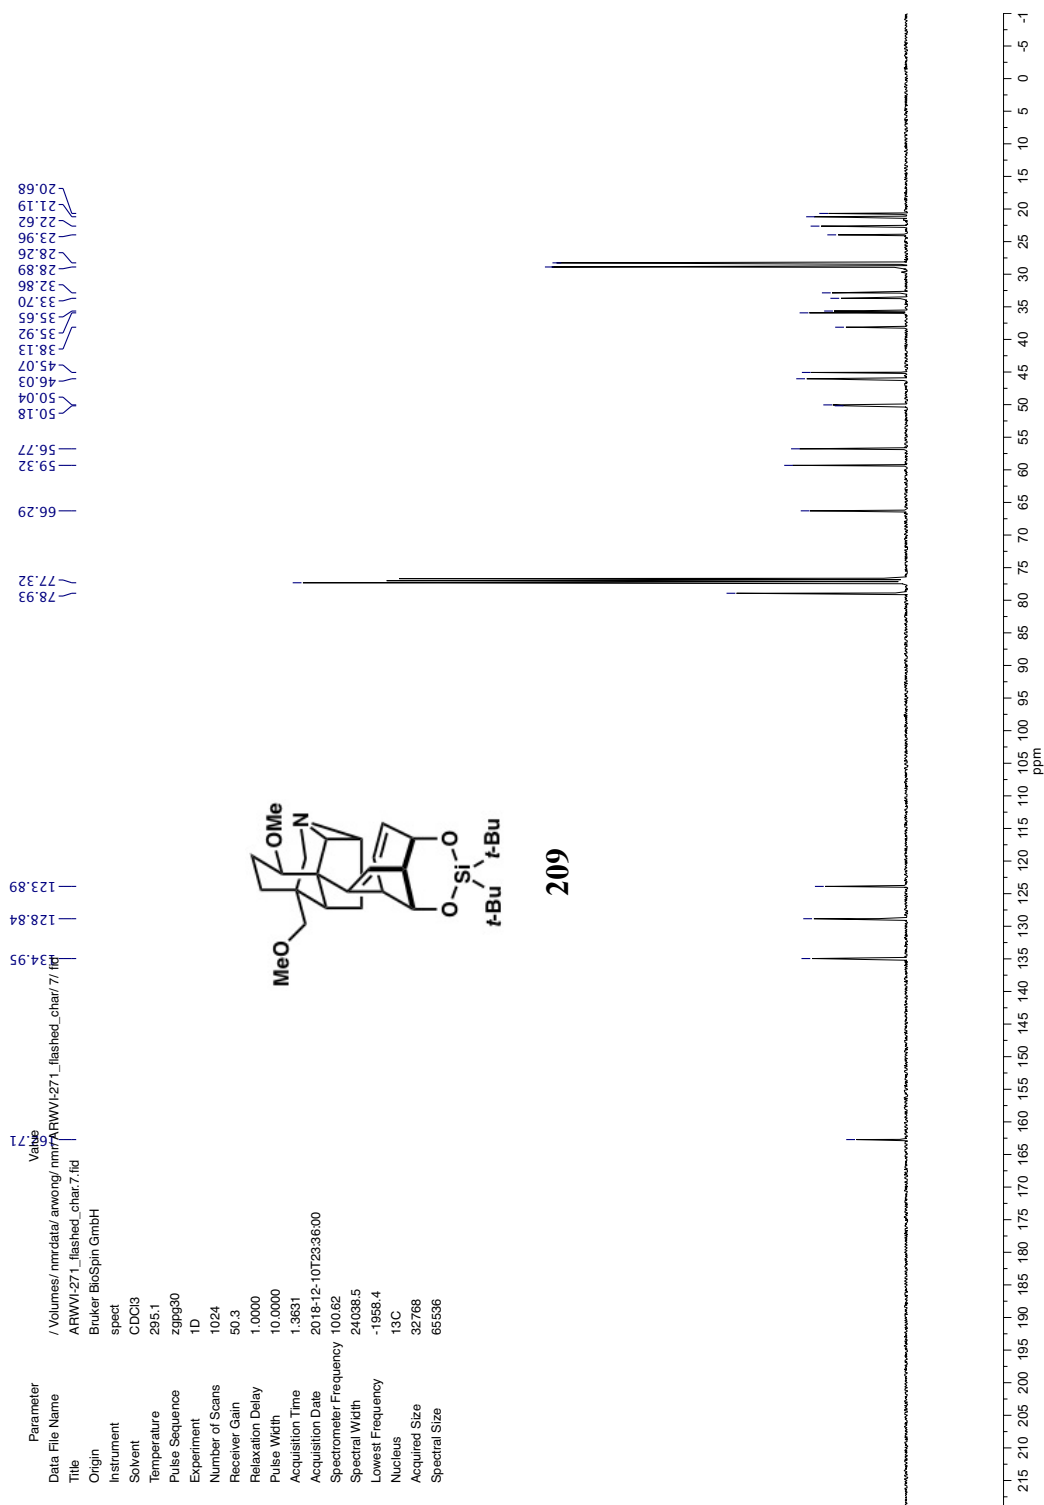 Parameter Value
Data File Name / Volumes/ nmrdata/ arwong/ nmr/ ARWVI-271_flashed_char/ 7/ fid
Title ARWVI-271_flashed_char.7.fid
Origin Bruker BioSpin GmbH
Instrument spect
Solvent CDCl3
Temperature 295.1
Pulse Sequence zgpg30
Experiment 1D
Number of Scans 1024
Receiver Gain 50.3
Relaxation Delay 1.0000
Pulse Width 10.0000
Acquisition Time 1.3631
Acquisition Date 2018-12-10T23:36:00
Spectrometer Frequency 100.62
Spectral Width 24038.5
Lowest Frequency -1958.4
Nucleus 13C
Acquired Size 32768
Spectral Size 65536
162.71
134.95
128.84
123.89
78.93
77.32
66.29
59.32
56.77
50.18
50.04
46.03
45.07
38.13
35.92
35.65
33.70
32.86
28.89
28.26
23.96
22.62
21.19
20.68
MeO
OMe
N
O
O
Si
t-Bu
t-Bu
209
215 210 205 200 195 190 185 180 175 170 165 160 155 150 145 140 135 130 125 120 115 110 105 100 95 90 85 80 75 70 65 60 55 50 45 40 35 30 25 20 15 10 5 0 -5 -1
ppm